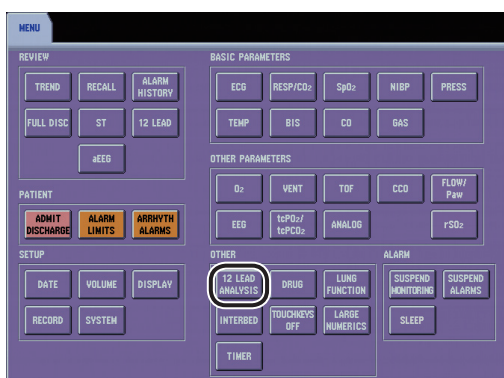 MENU
REVIEW
TREND
RECALL
ALARM
HISTORY
FULL DISC
ST
12 LEAD
aEEG
PATIENT
ADMIT
DISCHARGE
ALARM
LIMITS
ARRHYTH
ALARMS
SETUP
DATE
VOLUME
DISPLAY
RECORD
SYSTEM
BASIC PARAMETERS
ECG
RESP/CO2
SpO2
NIBP
PRESS
TEMP
BIS
CO
GAS
OTHER PARAMETERS
O2
VENT
TOF
CCO
FLOW/
Paw
EEG
tcPO2/
tcPCO2
ANALOG
rSO2
OTHER
12 LEAD
ANALYSIS
DRUG
LUNG
FUNCTION
INTERBED
TOUCHKEYS
OFF
LARGE
NUMERICS
TIMER
ALARM
SUSPEND
MONITORING
SUSPEND
ALARMS
SLEEP